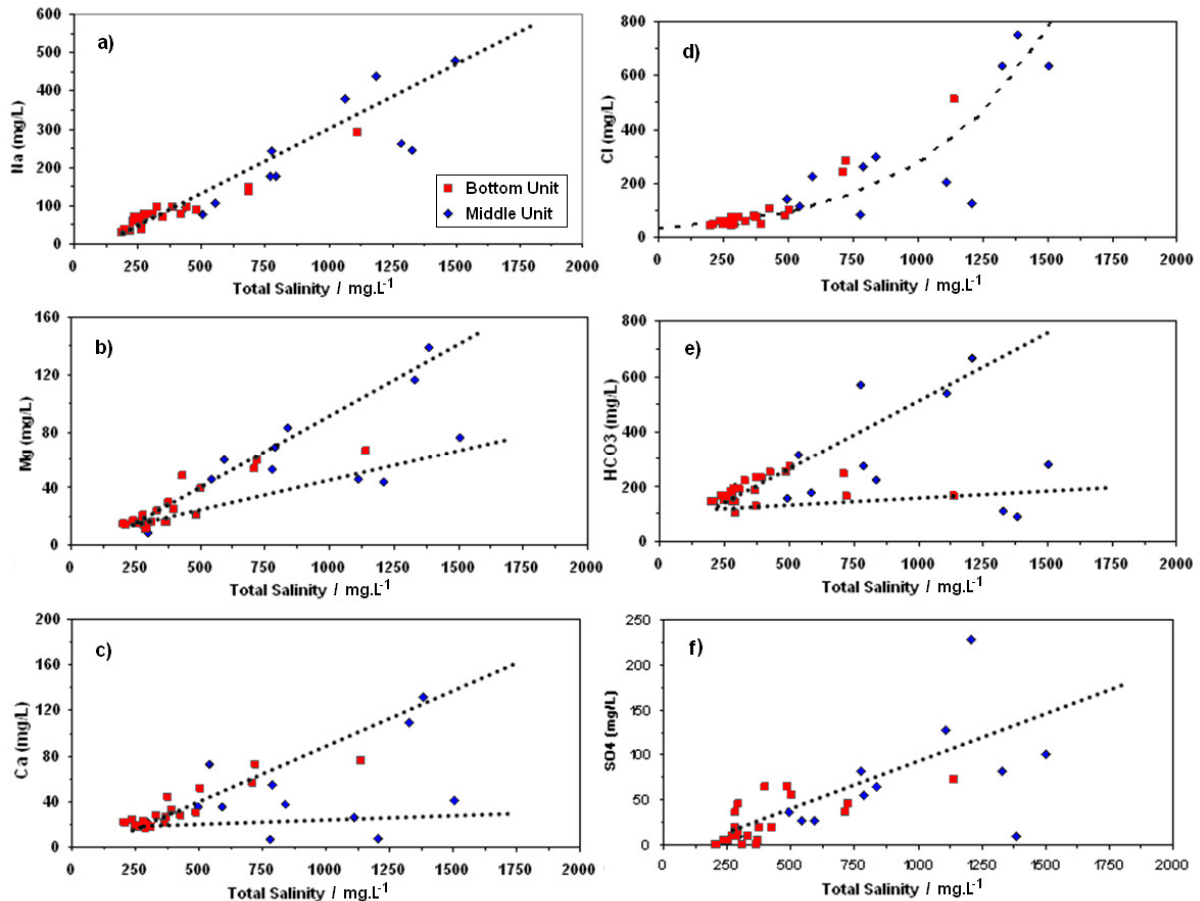 a)
600
500
400
300
200
100
0
Na (mg/L)
0 250 500 750 1000 1250 1500 1750 2000
Total Salinity / mg.L-1
Bottom Unit
Middle Unit
b)
160
120
80
40
0
Mg (mg/L)
0 250 500 750 1000 1250 1500 1750 2000
Total Salinity / mg.L-1
c)
200
160
120
80
40
0
Ca (mg/L)
0 250 500 750 1000 1250 1500 1750 2000
Total Salinity / mg.L-1
d)
800
600
400
200
0
Cl (mg/L)
0 250 500 750 1000 1250 1500 1750 2000
Total Salinity / mg.L-1
e)
800
600
400
200
0
HCO3 (mg/L)
0 250 500 750 1000 1250 1500 1750 2000
Total Salinity / mg.L-1
f)
250
200
150
100
50
0
SO4 (mg/L)
0 250 500 750 1000 1250 1500 1750 2000
Total Salinity / mg.L-1